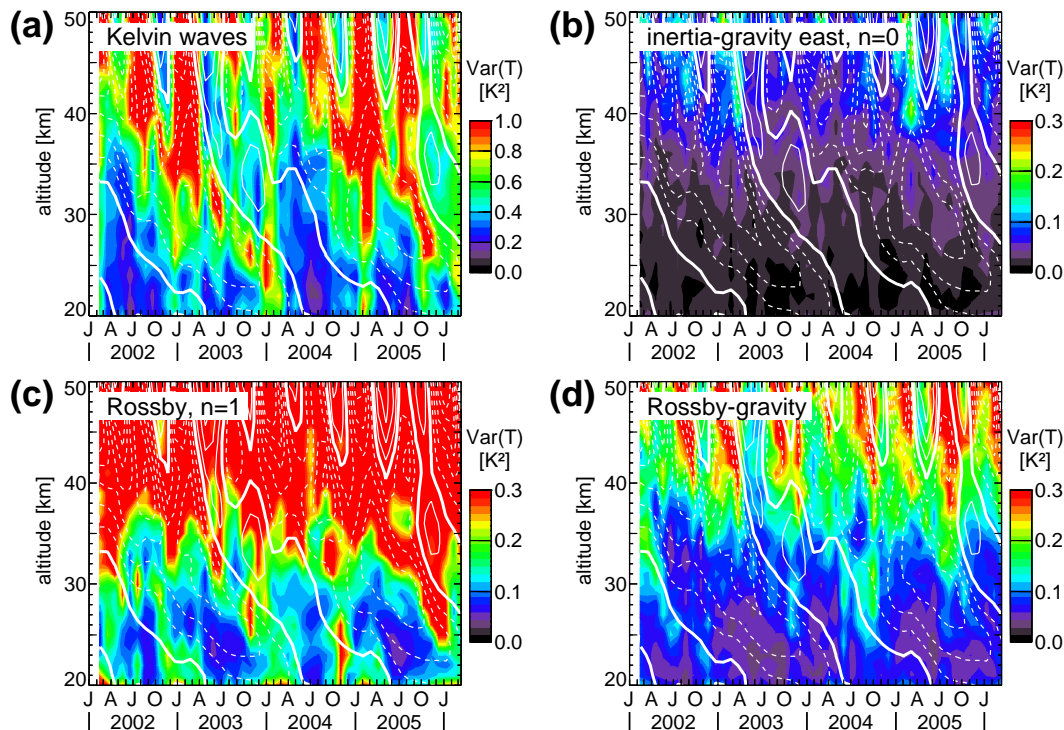 (a)
Kelvin waves
50
40
30
20
altitude [km]
J A J O J A J O J A J O J A J O J
| 2002 | 2003 | 2004 | 2005 |
Var(T)
[K²]
1.0
0.8
0.6
0.4
0.2
0.0
(b)
inertia-gravity east, n=0
50
40
30
20
altitude [km]
J A J O J A J O J A J O J A J O J
| 2002 | 2003 | 2004 | 2005 |
Var(T)
[K²]
0.3
0.2
0.1
0.0
(c)
Rossby, n=1
50
40
30
20
altitude [km]
J A J O J A J O J A J O J A J O J
| 2002 | 2003 | 2004 | 2005 |
Var(T)
[K²]
0.3
0.2
0.1
0.0
(d)
Rossby-gravity
50
40
30
20
altitude [km]
J A J O J A J O J A J O J A J O J
| 2002 | 2003 | 2004 | 2005 |
Var(T)
[K²]
0.3
0.2
0.1
0.0